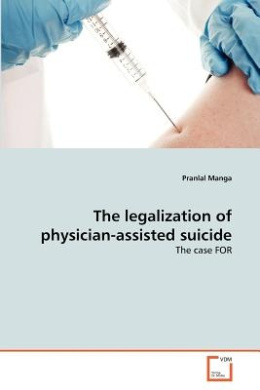 Pranlal Manga
The legalization of
physician-assisted suicide
The case FOR
VDM